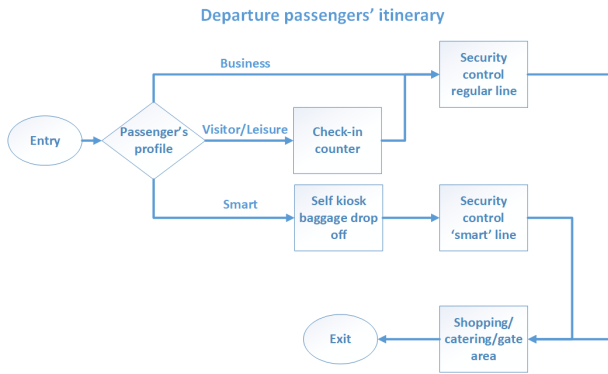 Departure passengers’ itinerary
Business
Security
control
regular line
Entry
Passenger’s
profile
Visitor/Leisure
Check-in
counter
Smart
Self kiosk
baggage drop
off
Security
control
‘smart’ line
Exit
Shopping/
catering/gate
area